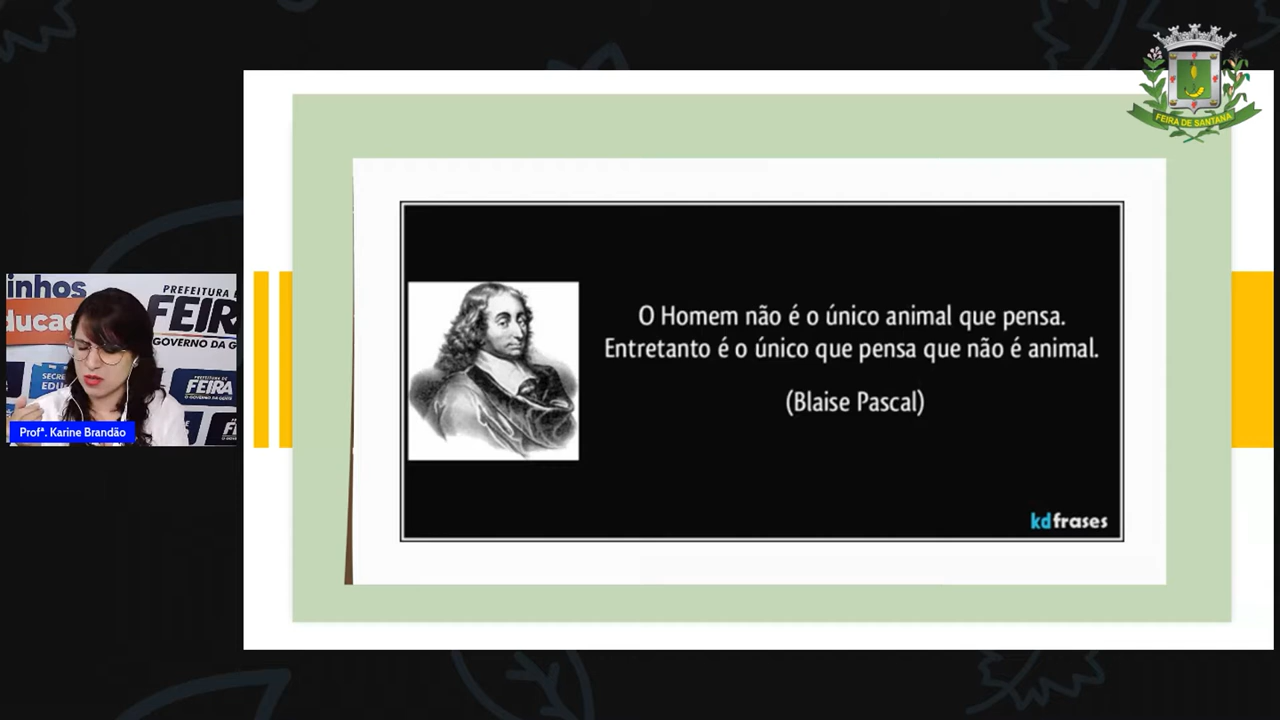 FEIRA DE SANTANA
O Homem não é o único animal que pensa.
Entretanto é o único que pensa que não é animal.
(Blaise Pascal)
kdfrases
inhos
PREFEITURA
FEIRA
GOVERNO DA
FEIRA
Profª. Karine Brandão